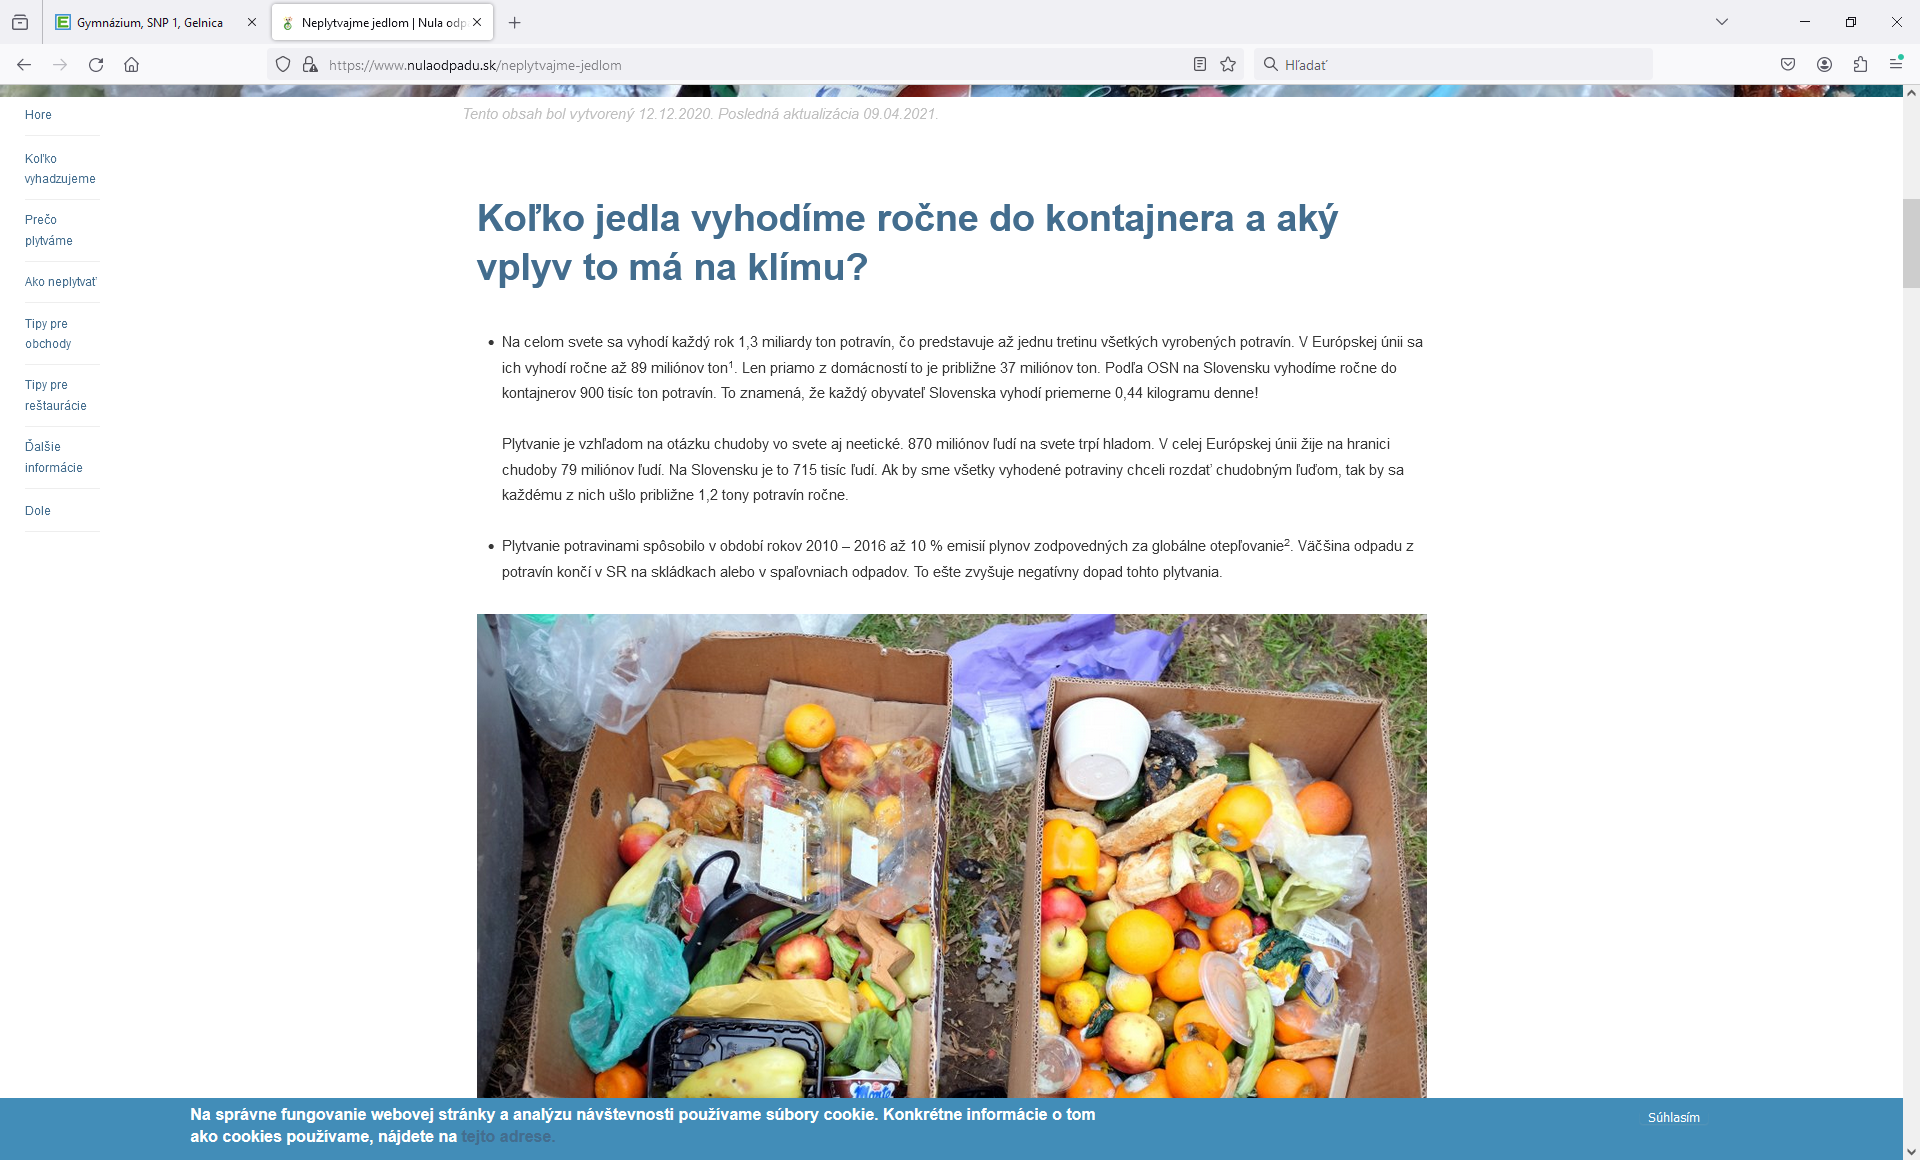 Gymnázium, SNP 1, Gelnica
Neplytvajme jedlom | Nula odp
https://www.nulaodpadu.sk/neplytvajme-jedlom
Hľadať
Hore
Koľko
vyhadzujeme
Prečo
plytváme
Ako neplytvať
Tipy pre
obchody
Tipy pre
reštaurácie
Ďalšie
informácie
Dole
Tento obsah bol vytvorený 12.12.2020. Posledná aktualizácia 09.04.2021.
Koľko jedla vyhodíme ročne do kontajnera a aký
vplyv to má na klímu?
• Na celom svete sa vyhodí každý rok 1,3 miliardy ton potravín, čo predstavuje až jednu tretinu všetkých vyrobených potravín. V Európskej únii sa
ich vyhodí ročne až 89 miliónov ton¹. Len priamo z domácností to je približne 37 miliónov ton. Podľa OSN na Slovensku vyhodíme ročne do
kontajnerov 900 tisíc ton potravín. To znamená, že každý obyvateľ Slovenska vyhodí priemerne 0,44 kilogramu denne!
Plytvanie je vzhľadom na otázku chudoby vo svete aj neetické. 870 miliónov ľudí na svete trpí hladom. V celej Európskej únii žije na hranici
chudoby 79 miliónov ľudí. Na Slovensku je to 715 tisíc ľudí. Ak by sme všetky vyhodené potraviny chceli rozdať chudobným ľuďom, tak by sa
každému z nich ušlo približne 1,2 tony potravín ročne.
• Plytvanie potravinami spôsobilo v období rokov 2010 – 2016 až 10 % emisií plynov zodpovedných za globálne otepľovanie². Väčšina odpadu z
potravín končí v SR na skládkach alebo v spaľovniach odpadov. To ešte zvyšuje negatívny dopad tohto plytvania.
Na správne fungovanie webovej stránky a analýzu návštevnosti používame súbory cookie. Konkrétne informácie o tom
ako cookies používame, nájdete na tejto adrese.
Súhlasím